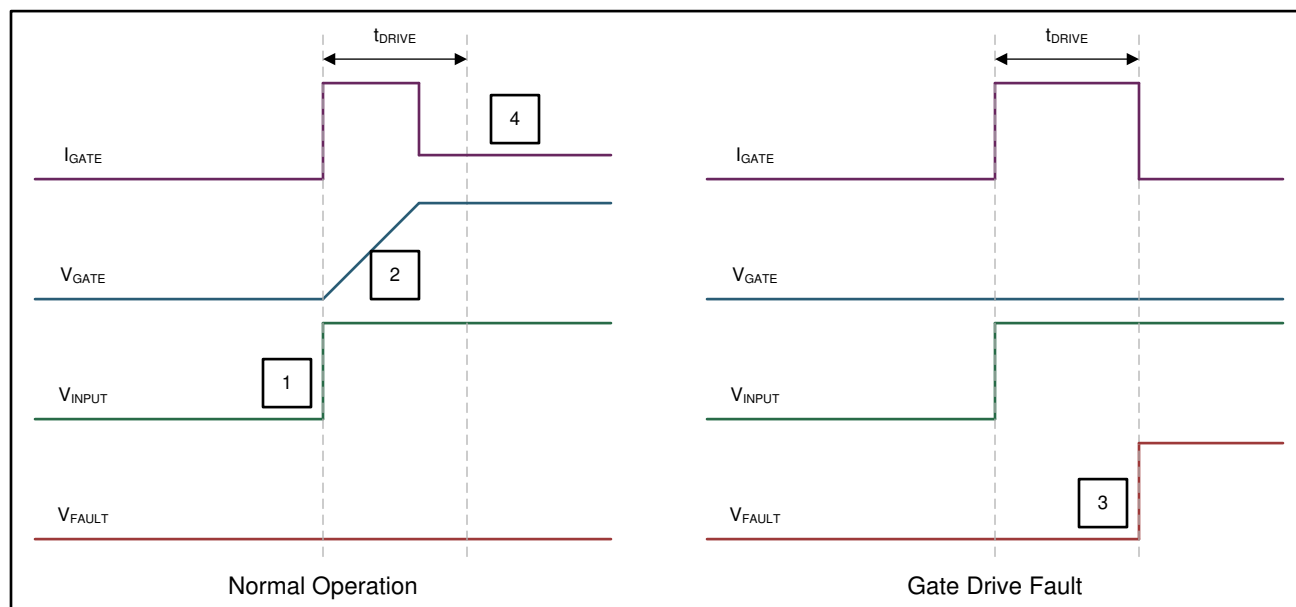 tDRIVE
tDRIVE
4
IGATE
IGATE
2
VGATE
VGATE
1
VINPUT
VINPUT
3
VFAULT
VFAULT
Normal Operation
Gate Drive Fault